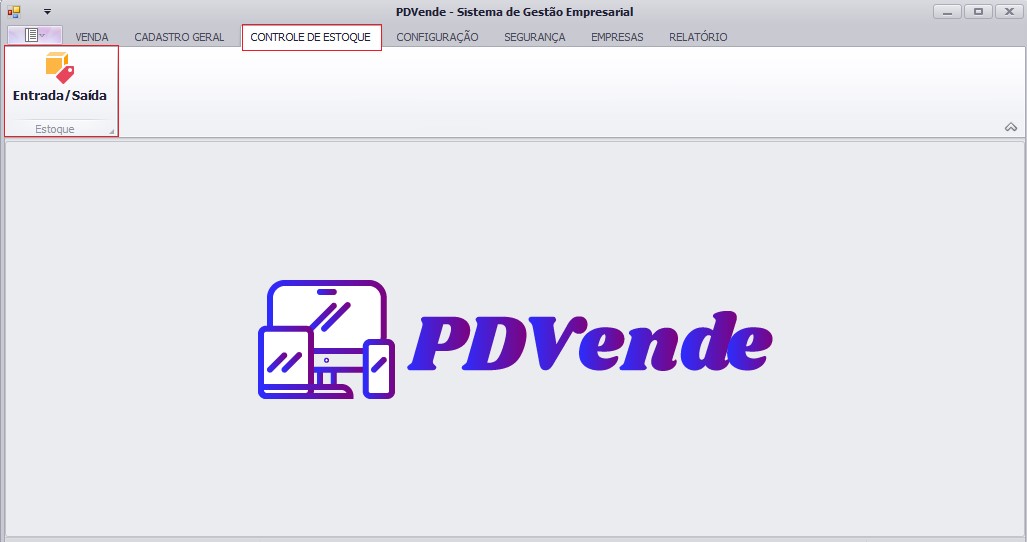 PDVende - Sistema de Gestão Empresarial
VENDA CADASTRO GERAL CONTROLE DE ESTOQUE CONFIGURAÇÃO SEGURANÇA EMPRESAS RELATÓRIO
Entrada/Saída
Estoque
PDVende